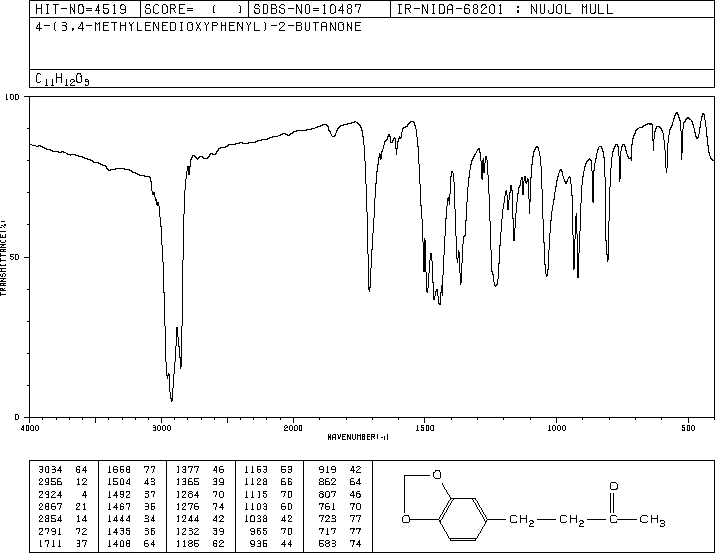 HIT-NO=4519 SCORE= ( ) SDBS-NO=10487 IR-NIDA-68201 : NUJOL MULL
4-(3,4-METHYLENEDIOXYPHENYL)-2-BUTANONE
C11H12O3
100
50
0
TRANSMITTANCE(%)
4000 3000 2000 1500 1000 500
WAVENUMBER(-1)
3034 64 1668 77 1377 46 1163 53 919 42
2956 12 1504 43 1365 39 1128 66 862 64
2924 4 1492 37 1284 70 1115 70 807 46
2867 21 1467 36 1276 74 1103 60 761 70
2854 14 1444 34 1244 42 1038 42 723 77
2791 72 1435 36 1232 39 965 70 717 77
1711 37 1408 64 1186 62 936 44 583 74
O
O
O
CH2 CH2 C CH3